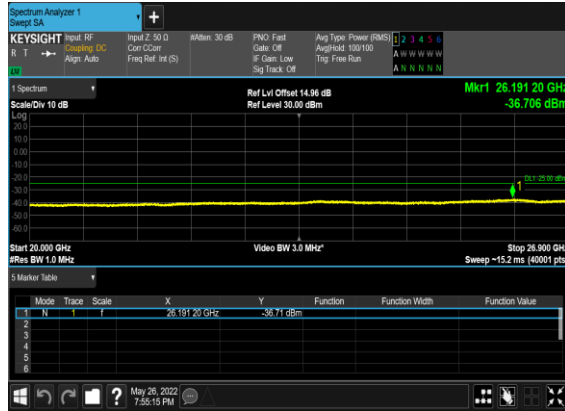 Spectrum Analyzer 1
Swept SA
+
KEYSIGHT Input: RF Input Z: 50 Ω #Atten: 30 dB PNO: Fast Avg Type: Power (RMS) 1 2 3 4 5 6
R T Coupling: DC Corr CCorr Gate: Off Avg|Hold: 100/100 A W W W W W
Align: Auto Freq Ref: Int (S) IF Gain: Low Trig: Free Run
Sig Track: Off A N N N N N
1 Spectrum Ref Lvl Offset 14.96 dB Mkr1 26.191 20 GHz
Scale/Div 10 dB Ref Level 30.00 dBm -36.706 dBm
Log
20.0
10.0
0.00
-10.0
-20.0
DL1 -25.00 dBm
1
-30.0
-40.0
-50.0
-60.0
Start 20.000 GHz Video BW 3.0 MHz* Stop 26.900 GHz
#Res BW 1.0 MHz Sweep ~15.2 ms (40001 pts)
5 Marker Table
Mode Trace Scale X Y Function Function Width Function Value
1 N 1 f 26.191 20 GHz -36.71 dBm
2
3
4
5
6
? May 26, 2022
7:55:15 PM